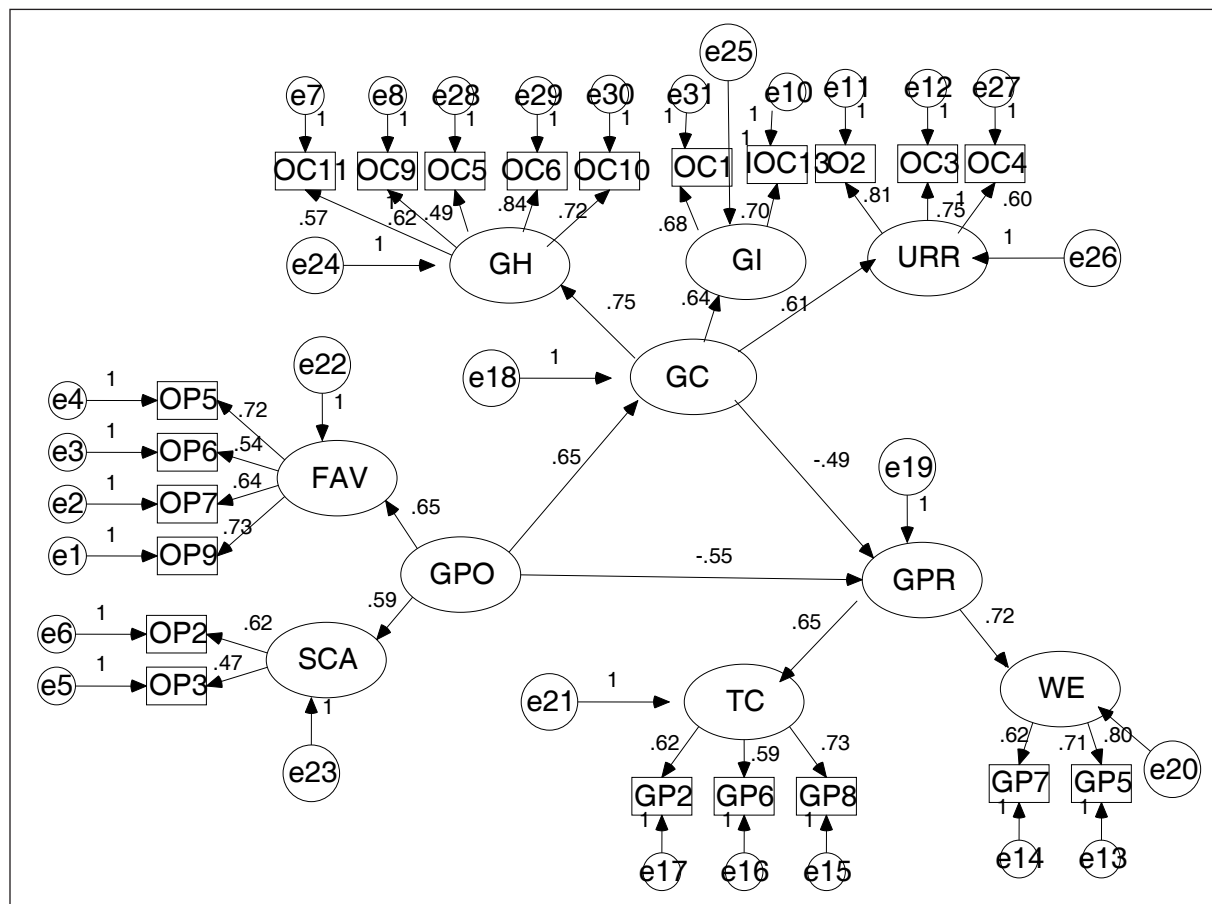 e25
e7 e8 e28 e29 e30 e31 e10 e11 e12 e27
1 1 1 1 1 1 1 1 1 1
1
OC11 OC9 OC5 OC6 OC10 OC1 IOC13 O2 OC3 OC4
.57 1 .62 .49 .84 .72 .68 .70 .81 .75 1 .60
e24 1 GH GI URR 1 e26
.75 .64 .61
e22 e18 1 GC
e4 1 OP5 .72 1
e3 1 OP6 .54
e2 1 OP7 .64 FAV .65 -.49 e19
e1 1 OP9 .73 .65 1
GPO -.55 GPR
.59
e6 1 OP2 .62 .65 .72
e5 1 OP3 .47 SCA
1 e21 1 TC WE
e23 .62 .59 .73 .62 .71 .80
GP2 GP6 GP8 GP7 GP5 e20
1 1 1 1 1
e17 e16 e15 e14 e13